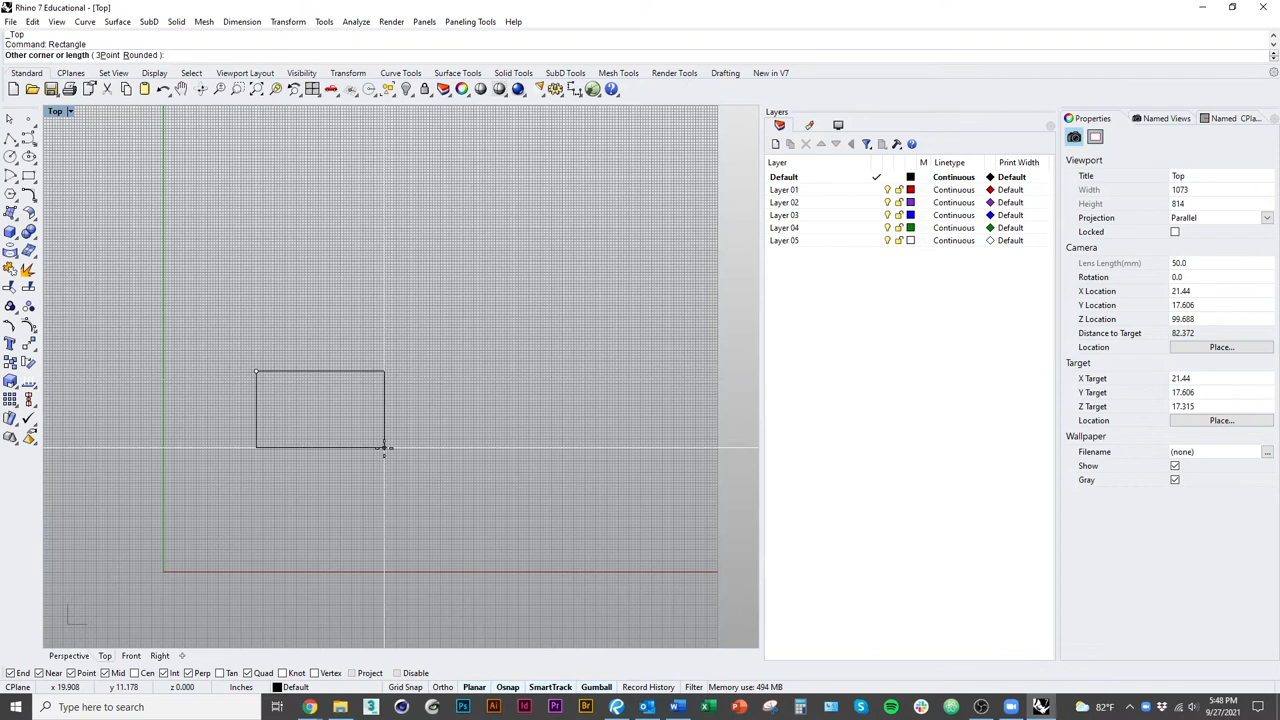 Rhino 7 Educational - [Top]
File Edit View Curve Surface SubD Solid Mesh Dimension Transform Tools Analyze Render Panels Paneling Tools Help
_Top
Command: Rectangle
Other corner or length ( 3Point Rounded ):
Standard CPlanes Set View Display Select Viewport Layout Visibility Transform Curve Tools Surface Tools Solid Tools SubD Tools Mesh Tools Render Tools Drafting New in V7
Top
Layers
Properties Named Views Named CPla...
Layer M Linetype Print Width
Default Continuous Default
Layer 01 Continuous Default
Layer 02 Continuous Default
Layer 03 Continuous Default
Layer 04 Continuous Default
Layer 05 Continuous Default
Viewport
Title Top
Width 1073
Height 814
Projection Parallel
Locked
Camera
Lens Length(mm) 50.0
Rotation 0.0
X Location 21.44
Y Location 17.606
Z Location 99.688
Distance to Target 82.372
Location Place...
Target
X Target 21.44
Y Target 17.606
Z Target 17.315
Location Place...
Wallpaper
Filename (none) ...
Show
Gray
Perspective Top Front Right
End Near Point Mid Cen Int Perp Tan Quad Knot Vertex Project Disable
CPlane x 19.908 y 11.178 z 0.000 Inches Default Grid Snap Ortho Planar Osnap SmartTrack Gumball Record History Filter Memory use: 494 MB
Type here to search
5:48 PM
9/27/2021